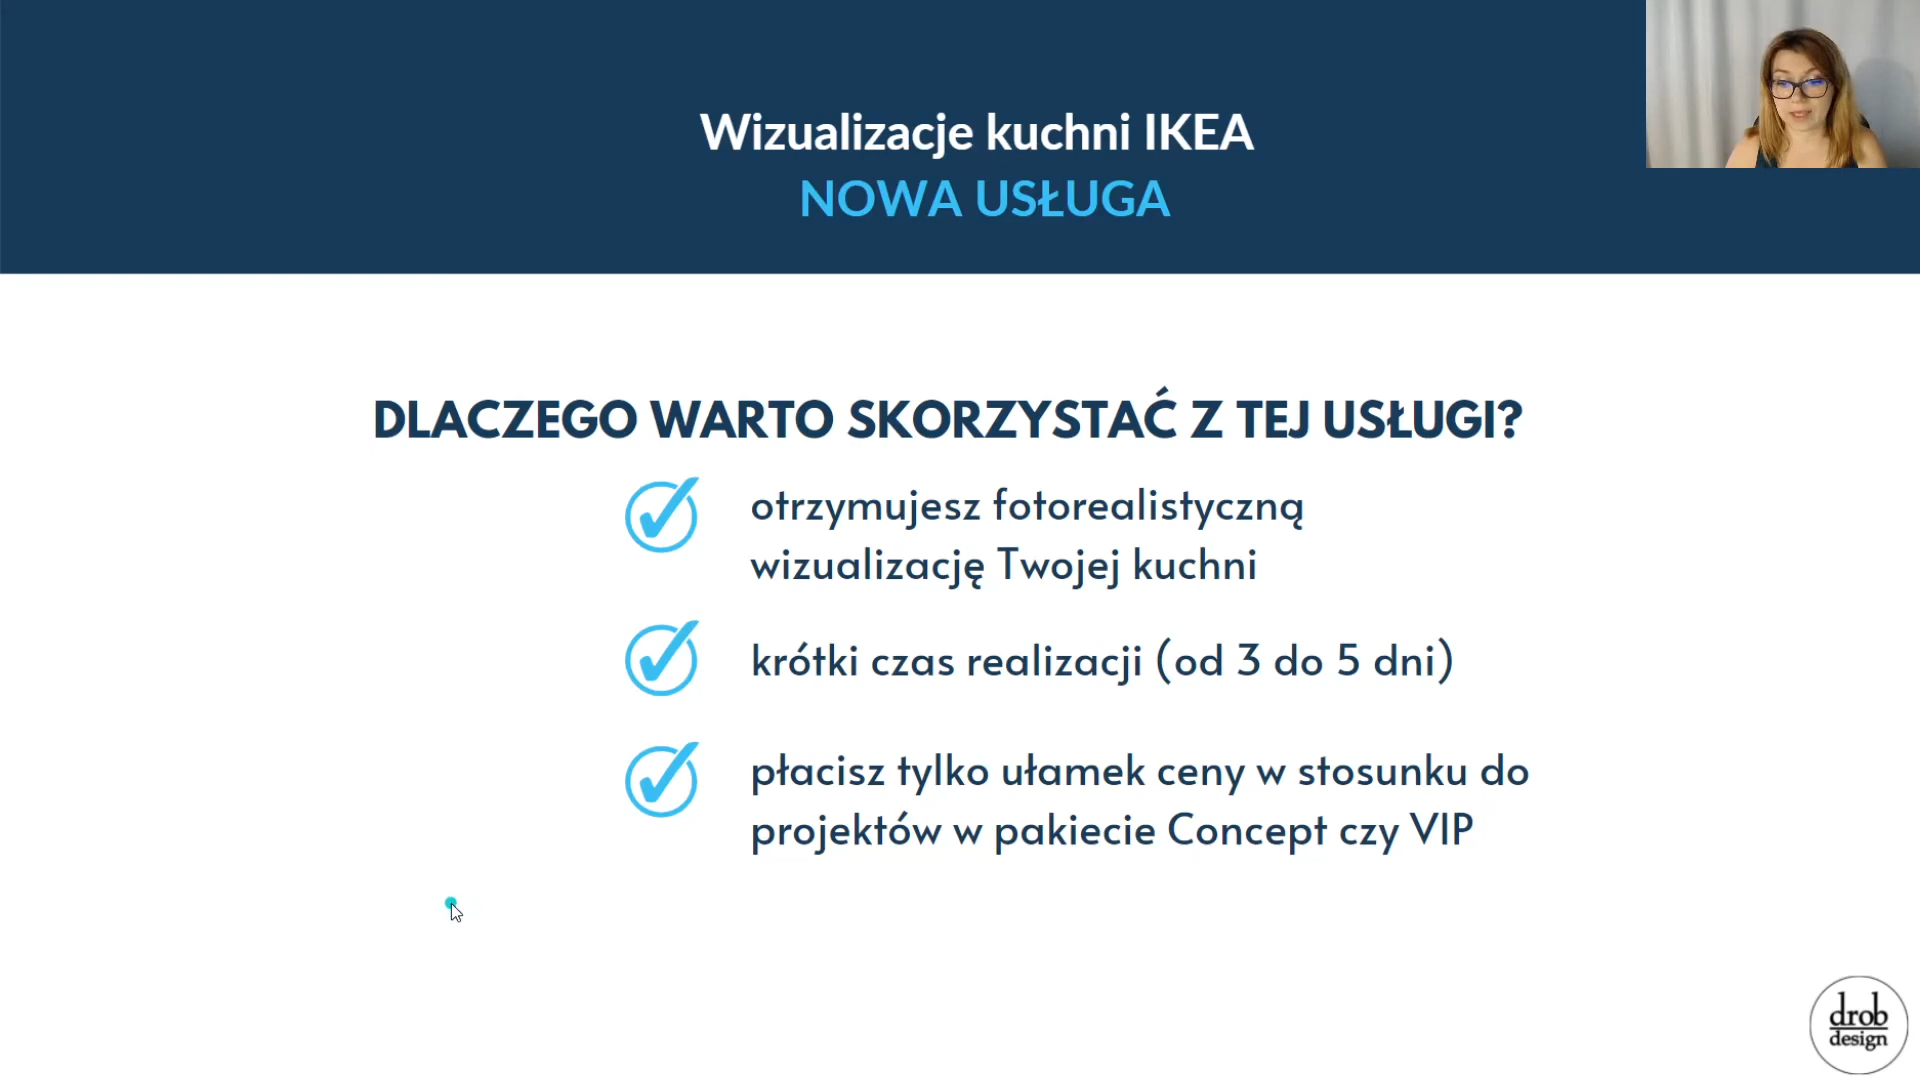 Wizualizacje kuchni IKEA
NOWA USŁUGA
DLACZEGO WARTO SKORZYSTAĆ Z TEJ USŁUGI?
otrzymujesz fotorealistyczną
wizualizację Twojej kuchni
krótki czas realizacji (od 3 do 5 dni)
płacisz tylko ułamek ceny w stosunku do
projektów w pakiecie Concept czy VIP
drob
design